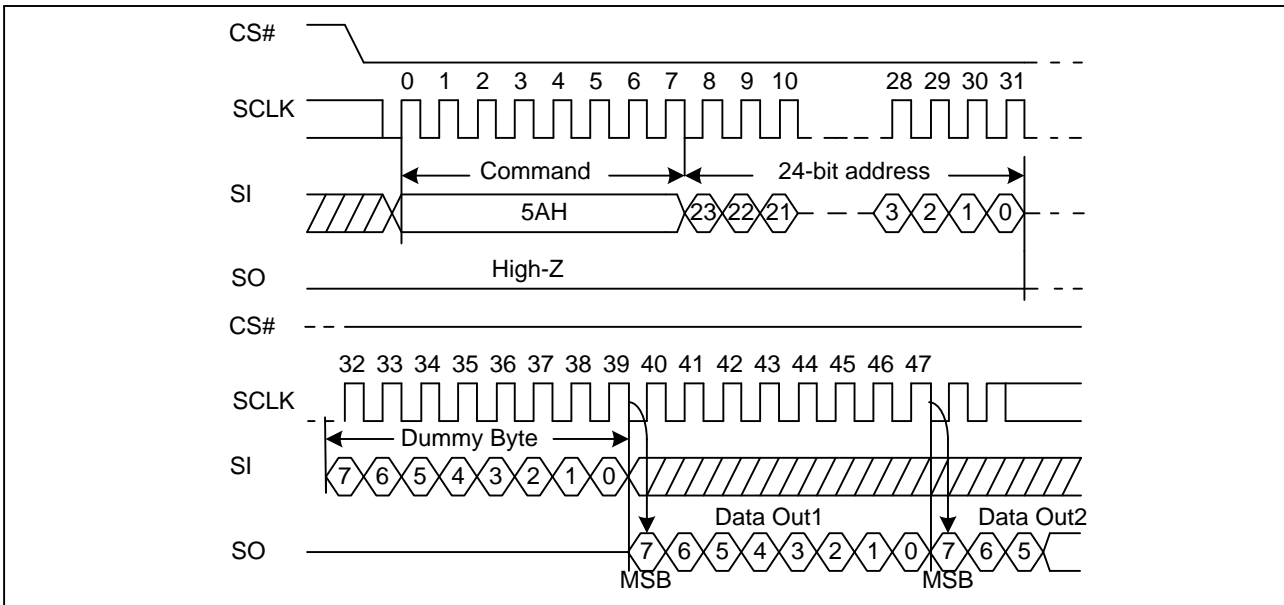 CS#
0 1 2 3 4 5 6 7 8 9 10 28 29 30 31
SCLK
Command 24-bit address
SI
5AH 23 22 21 3 2 1 0
High-Z
SO
CS#
32 33 34 35 36 37 38 39 40 41 42 43 44 45 46 47
SCLK
Dummy Byte
SI
7 6 5 4 3 2 1 0
Data Out1 Data Out2
SO
7 6 5 4 3 2 1 0 7 6 5
MSB MSB